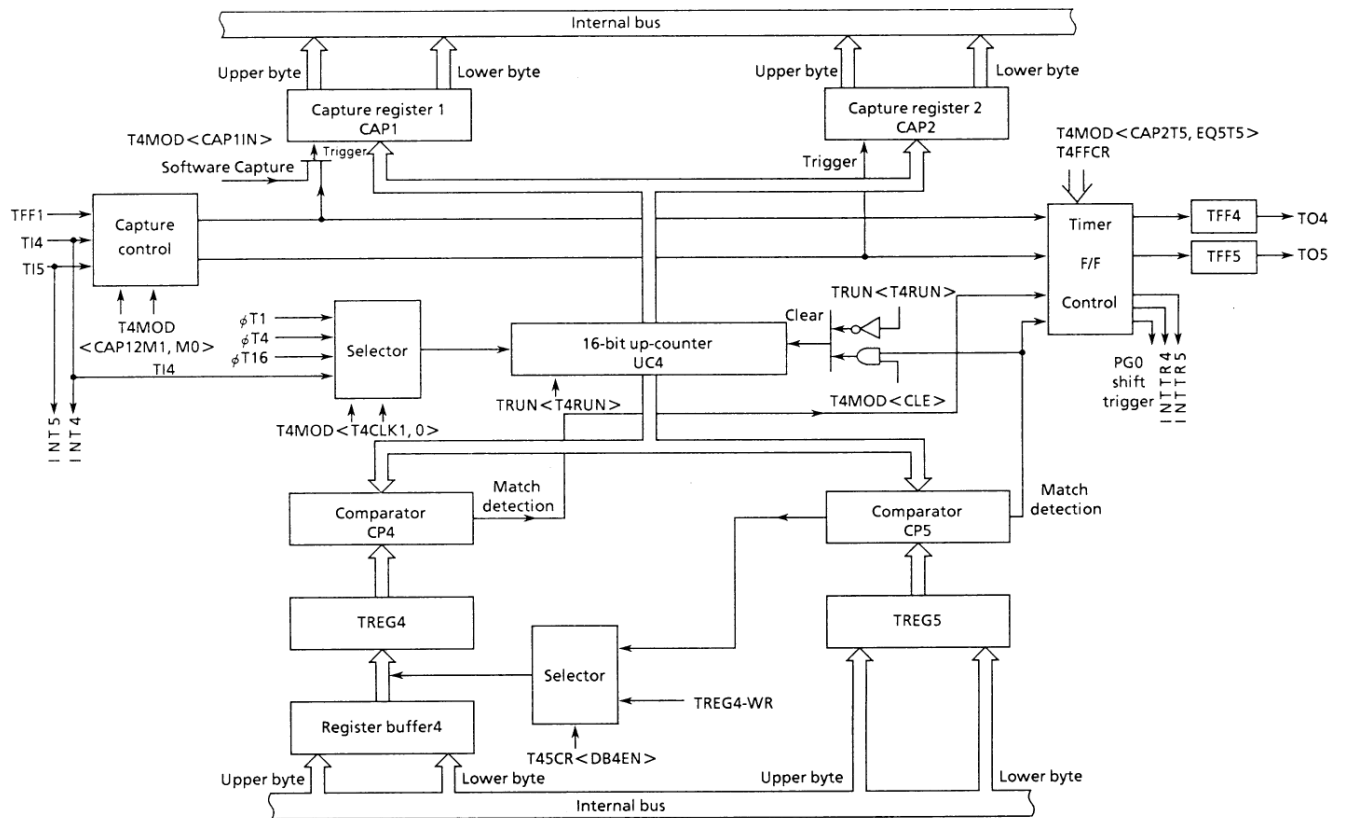 Internal bus
Upper byte
Lower byte
Upper byte
Lower byte
Capture register 1
CAP1
Capture register 2
CAP2
T4MOD<CAP1IN>
Trigger
Software Capture
Trigger
T4MOD<CAP2T5, EQ5T5>
T4FFCR
TFF1
TI4
TI5
Capture
control
Timer
F/F
Control
TFF4
TO4
TFF5
TO5
T4MOD
<CAP12M1, M0>
TI4
φT1
φT4
φT16
Selector
16-bit up-counter
UC4
Clear
TRUN<T4RUN>
T4MOD<CLE>
TRUN<T4RUN>
T4MOD<T4CLK1, 0>
INT5
INT4
PG0
shift
trigger
INTTR4
INTTR5
Comparator
CP4
Match
detection
Comparator
CP5
Match
detection
TREG4
TREG5
Selector
TREG4-WR
Register buffer4
T45CR<DB4EN>
Upper byte
Lower byte
Upper byte
Lower byte
Internal bus